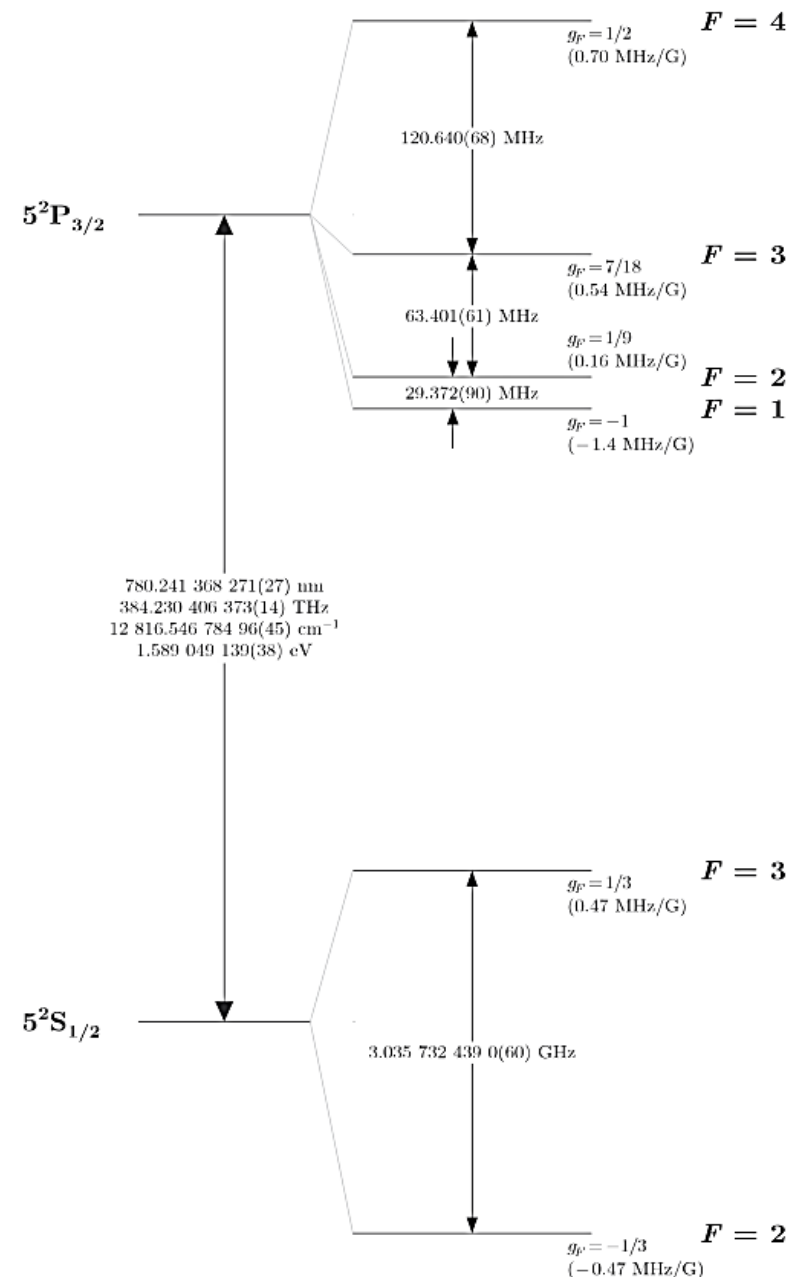 F = 4
g_F = 1/2
(0.70 MHz/G)
120.640(68) MHz
5²P₃/₂
F = 3
g_F = 7/18
(0.54 MHz/G)
63.401(61) MHz
g_F = 1/9
(0.16 MHz/G)
F = 2
29.372(90) MHz
F = 1
g_F = −1
(−1.4 MHz/G)
780.241 368 271(27) nm
384.230 406 373(14) THz
12 816.546 784 96(45) cm⁻¹
1.589 049 139(38) eV
F = 3
g_F = 1/3
(0.47 MHz/G)
5²S₁/₂
3.035 732 439 0(60) GHz
F = 2
g_F = −1/3
(−0.47 MHz/G)